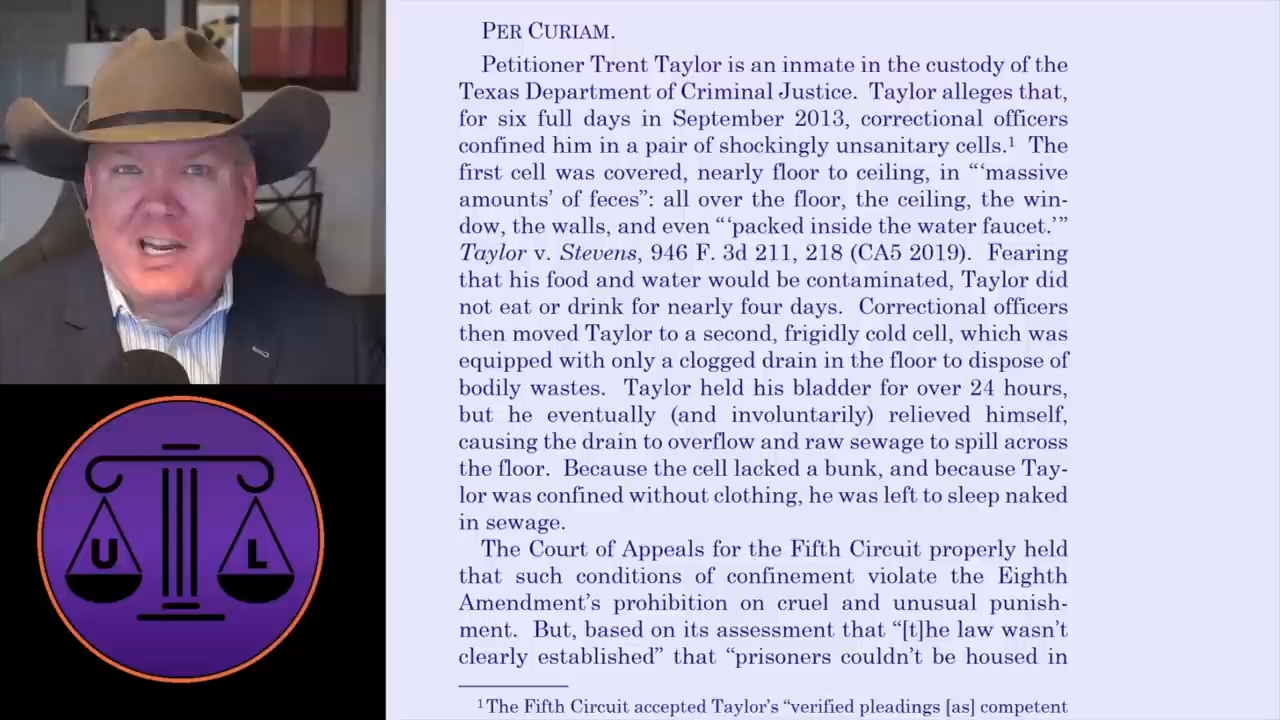 PER CURIAM.
Petitioner Trent Taylor is an inmate in the custody of the
Texas Department of Criminal Justice. Taylor alleges that,
for six full days in September 2013, correctional officers
confined him in a pair of shockingly unsanitary cells.¹ The
first cell was covered, nearly floor to ceiling, in “‘massive
amounts’ of feces”: all over the floor, the ceiling, the win-
dow, the walls, and even “‘packed inside the water faucet.’”
Taylor v. Stevens, 946 F. 3d 211, 218 (CA5 2019). Fearing
that his food and water would be contaminated, Taylor did
not eat or drink for nearly four days. Correctional officers
then moved Taylor to a second, frigidly cold cell, which was
equipped with only a clogged drain in the floor to dispose of
bodily wastes. Taylor held his bladder for over 24 hours,
but he eventually (and involuntarily) relieved himself,
causing the drain to overflow and raw sewage to spill across
the floor. Because the cell lacked a bunk, and because Tay-
lor was confined without clothing, he was left to sleep naked
in sewage.
The Court of Appeals for the Fifth Circuit properly held
that such conditions of confinement violate the Eighth
Amendment’s prohibition on cruel and unusual punish-
ment. But, based on its assessment that “[t]he law wasn’t
clearly established” that “prisoners couldn’t be housed in
¹The Fifth Circuit accepted Taylor’s “verified pleadings [as] competent
U L